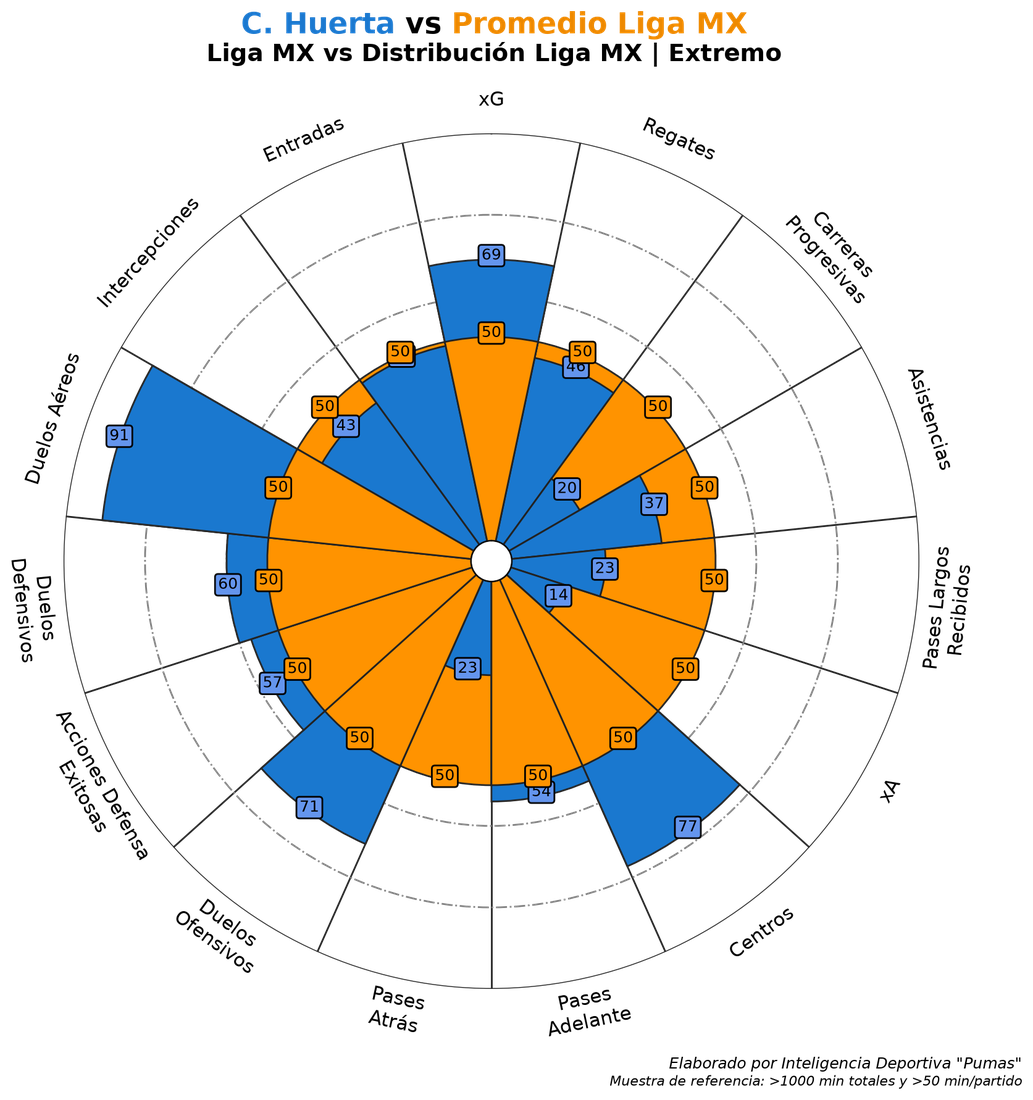 C. Huerta vs Promedio Liga MX
Liga MX vs Distribución Liga MX | Extremo
xG
Regates
Carreras
Progresivas
Asistencias
Pases Largos
Recibidos
xA
Centros
Pases
Adelante
Pases
Atrás
Duelos
Ofensivos
Acciones Defensa
Exitosas
Duelos
Defensivos
Duelos Aéreos
Intercepciones
Entradas
69
50
50
46
50
20
50
37
50
23
50
14
50
77
50
54
50
23
50
71
50
57
50
60
50
91
50
43
50
Elaborado por Inteligencia Deportiva "Pumas"
Muestra de referencia: >1000 min totales y >50 min/partido